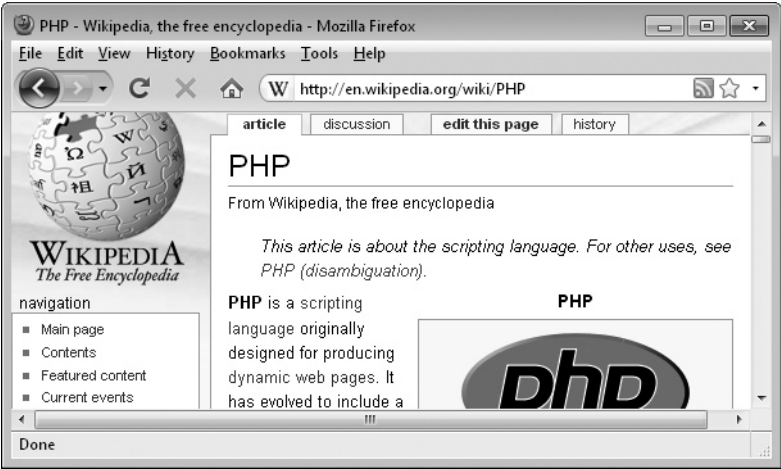 PHP - Wikipedia, the free encyclopedia - Mozilla Firefox
File Edit View History Bookmarks Tools Help
W http://en.wikipedia.org/wiki/PHP
article discussion edit this page history
Ω W И 祖
WIKIPEDIA
The Free Encyclopedia
navigation
Main page
Contents
Featured content
Current events
PHP
From Wikipedia, the free encyclopedia
This article is about the scripting language. For other uses, see
PHP (disambiguation).
PHP is a scripting
language originally
designed for producing
dynamic web pages. It
has evolved to include a
PHP
php
Done